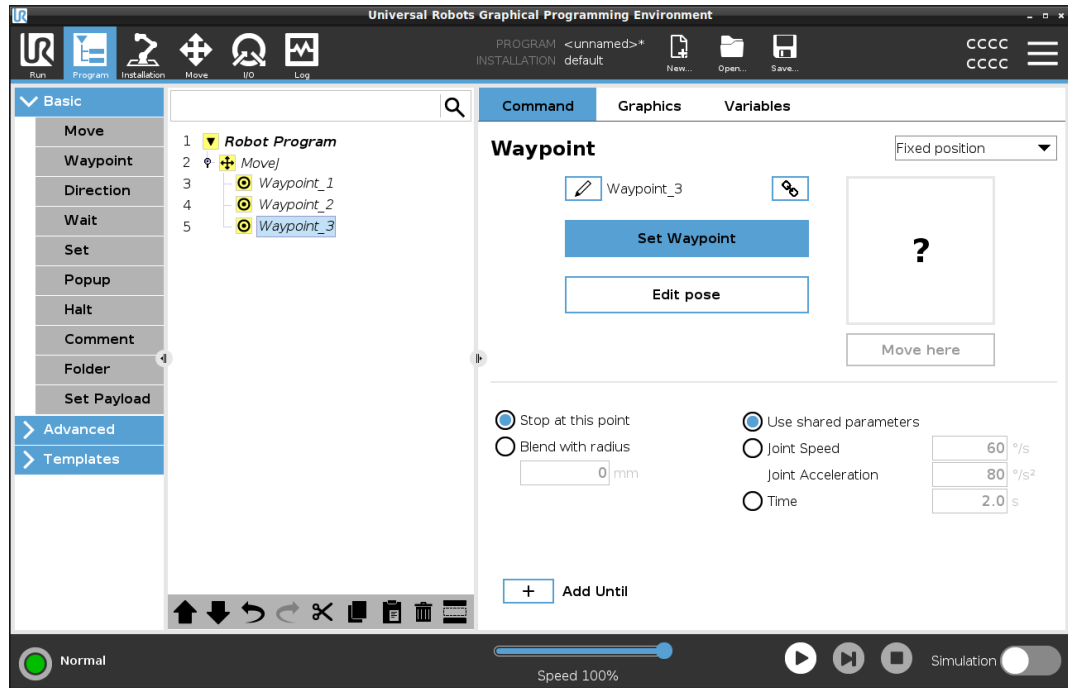 Universal Robots Graphical Programming Environment
Run
Program
Installation
Move
I/O
Log
PROGRAM <unnamed>*
INSTALLATION default
New...
Open...
Save...
CCCC
CCCC
Basic
Move
Waypoint
Direction
Wait
Set
Popup
Halt
Comment
Folder
Set Payload
Advanced
Templates
1 Robot Program
2 MoveJ
3 Waypoint_1
4 Waypoint_2
5 Waypoint_3
Command Graphics Variables
Waypoint
Fixed position
Waypoint_3
Set Waypoint
Edit pose
?
Move here
Stop at this point
Blend with radius
0 mm
Use shared parameters
Joint Speed 60 °/s
Joint Acceleration 80 °/s²
Time 2.0 s
+ Add Until
Normal
Speed 100%
Simulation